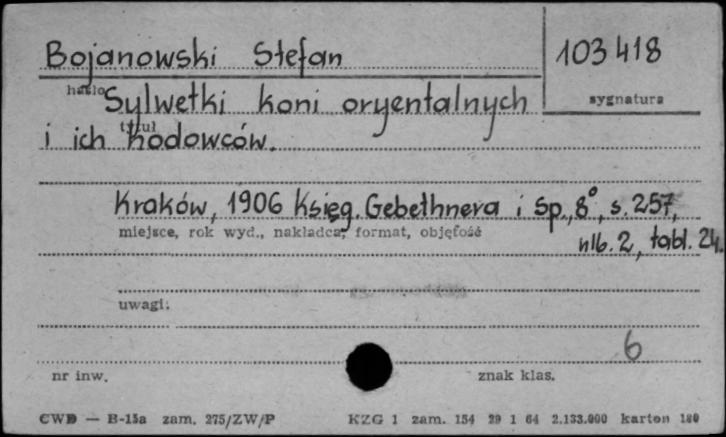 Bojanowski Stefan 103418
hasło sygnatura
Sylwetki koni oryentalnych
tytuł
i ich hodowców.
Kraków, 1906 Księg. Gebethnera i Sp., 8°, s. 257,
miejsce, rok wyd., nakładca, format, objętość
nlb. 2, tabl. 24.
uwagi:
6
nr inw. znak klas.
CWD — B-15a zam. 275/ZW/P KZG 1 zam. 154 29 1 64 2.133.000 karton 180